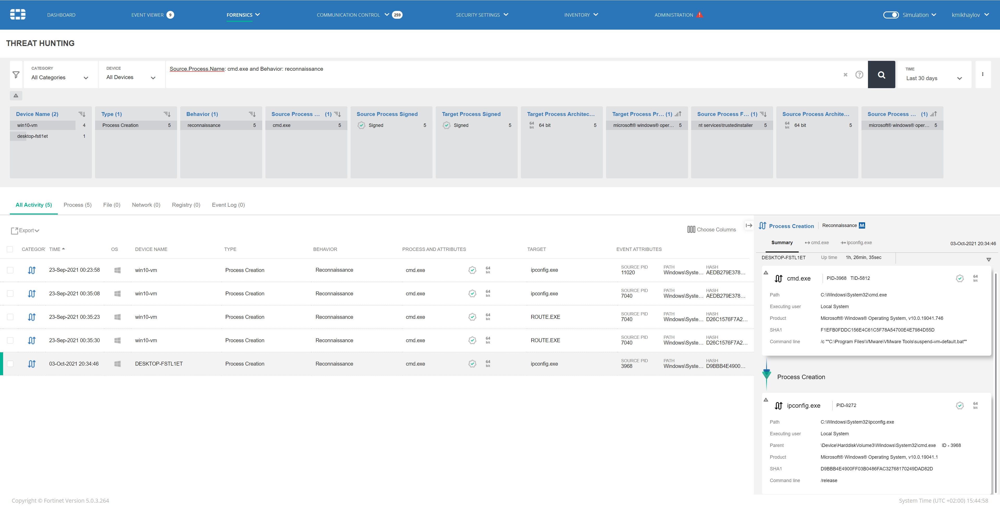 DASHBOARD EVENT VIEWER 9 FORENSICS COMMUNICATION CONTROL 259 SECURITY SETTINGS INVENTORY ADMINISTRATION Simulation kmikhaylov
THREAT HUNTING
CATEGORY DEVICE TIME
All Categories All Devices Source.Process.Name: cmd.exe and Behavior: reconnaissance Last 30 days
Device Name (2) Type (1) Behavior (1) Source Process ... (1) Source Process Signed Target Process Signed Target Process Architec... Target Process Pr... (1) Source Process F... (1) Source Process Archite... Source Process ... (1)
win10-vm 4 Process Creation 5 reconnaissance 5 cmd.exe 5 Signed 5 Signed 5 64 bit 64 bit 5 microsoft® windows® oper... 5 nt services\trustedinstaller 5 64 bit 64 bit 5 microsoft® windows® oper... 5
desktop-fstl1et 1
All Activity (5) Process (5) File (0) Network (0) Registry (0) Event Log (0)
Export Choose Columns
CATEGOR TIME OS DEVICE NAME TYPE BEHAVIOR PROCESS AND ATTRIBUTES TARGET EVENT ATTRIBUTES
23-Sep-2021 00:23:58 win10-vm Process Creation Reconnaissance cmd.exe 64 bit ipconfig.exe SOURCE PID 11020 PATH Windows\Syste... HASH AEDB279E378...
23-Sep-2021 00:35:08 win10-vm Process Creation Reconnaissance cmd.exe 64 bit ipconfig.exe SOURCE PID 7040 PATH Windows\Syste... HASH AEDB279E378...
23-Sep-2021 00:35:23 win10-vm Process Creation Reconnaissance cmd.exe 64 bit ROUTE.EXE SOURCE PID 7040 PATH Windows\Syste... HASH D26C1576F7A2...
23-Sep-2021 00:35:30 win10-vm Process Creation Reconnaissance cmd.exe 64 bit ROUTE.EXE SOURCE PID 7040 PATH Windows\Syste... HASH D26C1576F7A2...
03-Oct-2021 20:34:46 DESKTOP-FSTL1ET Process Creation Reconnaissance cmd.exe 64 bit ipconfig.exe SOURCE PID 3968 PATH Windows\Syste... HASH D9BBB4E4900...
Process Creation Reconnaissance M
Summary cmd.exe ipconfig.exe 03-Oct-2021 20:34:46
DESKTOP-FSTL1ET Up time 1h, 26min, 35sec
cmd.exe PID-3968 TID-5812 64 bit
Path C:\Windows\System32\cmd.exe
Executing user Local System
Product Microsoft® Windows® Operating System, v10.0.19041.746
SHA1 F1EFB0FDDC156E4C61C5F78A54700E4E7984D55D
Command line /c ""C:\Program Files\VMware\VMware Tools\suspend-vm-default.bat""
Process Creation
ipconfig.exe PID-9272 64 bit
Path C:\Windows\System32\ipconfig.exe
Executing user Local System
Parent \Device\HarddiskVolume3\Windows\System32\cmd.exe ID - 3968
Product Microsoft® Windows® Operating System, v10.0.19041.1
SHA1 D9BBB4E4900FF03B0486FAC32768170249DAD82D
Command line /release
Copyright © Fortinet Version 5.0.3.264 System Time (UTC +02:00) 15:44:58